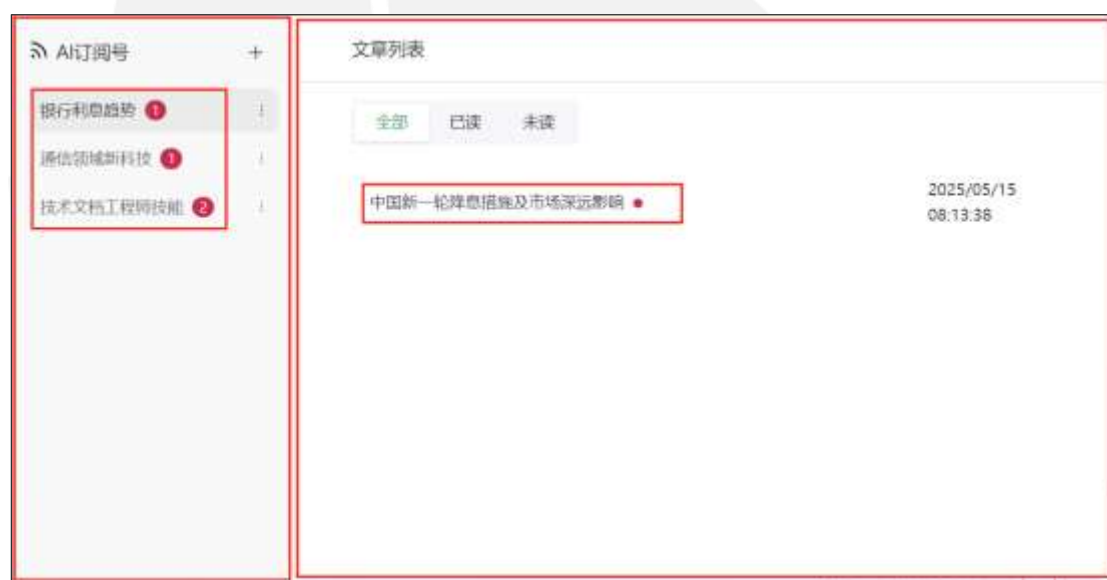 AI订阅号 +
银行利息趋势 1
通信领域新科技 1
技术文档工程师技能 2
文章列表
全部 已读 未读
中国新一轮降息措施及市场深远影响
2025/05/15
08:13:38